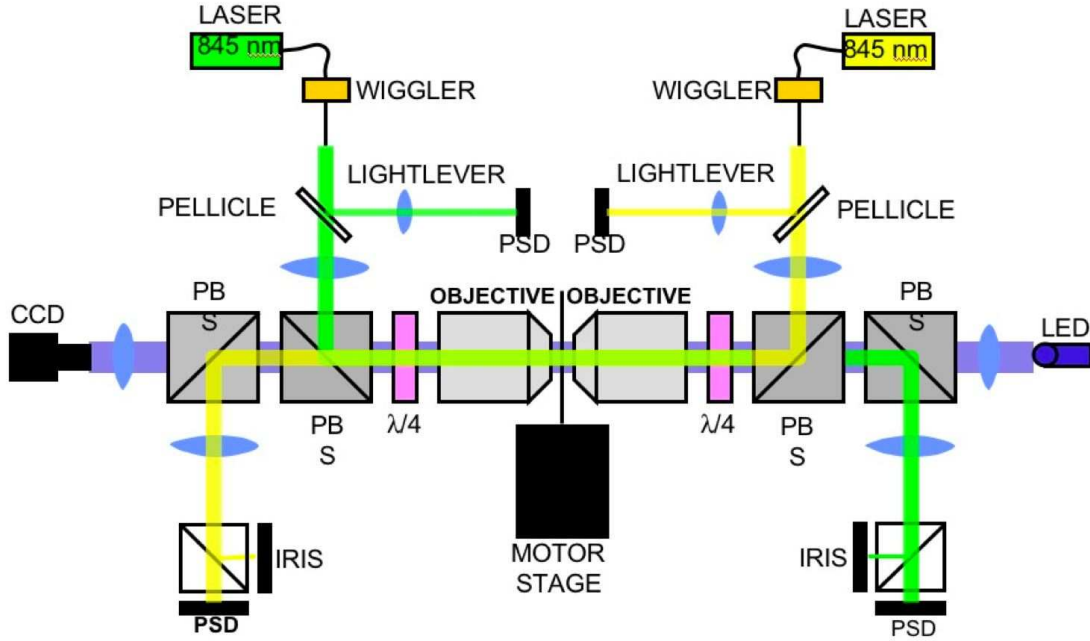 LASER
845 nm
LASER
845 nm
WIGGLER
WIGGLER
LIGHTLEVER
LIGHTLEVER
PELLICLE
PELLICLE
PSD
PSD
OBJECTIVE
OBJECTIVE
CCD
PB
S
PB
S
LED
PB
S
λ/4
λ/4
PB
S
MOTOR
STAGE
IRIS
IRIS
PSD
PSD